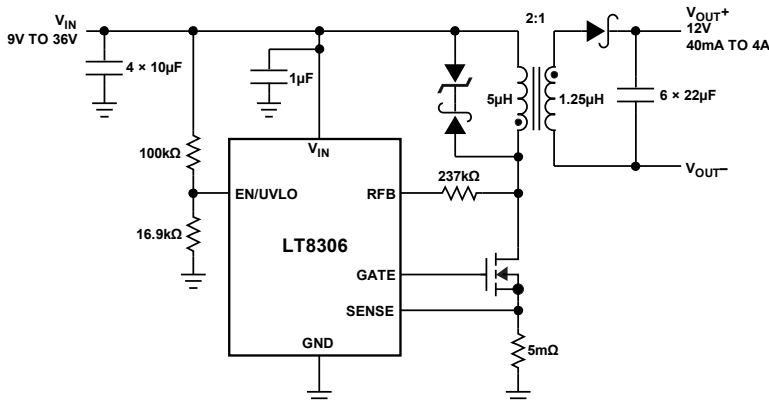 VIN
9V TO 36V
4 × 10µF
1µF
2:1
5µH
1.25µH
VOUT+
12V
40mA TO 4A
6 × 22µF
VOUT–
100kΩ
16.9kΩ
VIN
EN/UVLO
RFB
237kΩ
LT8306
GATE
SENSE
GND
5mΩ